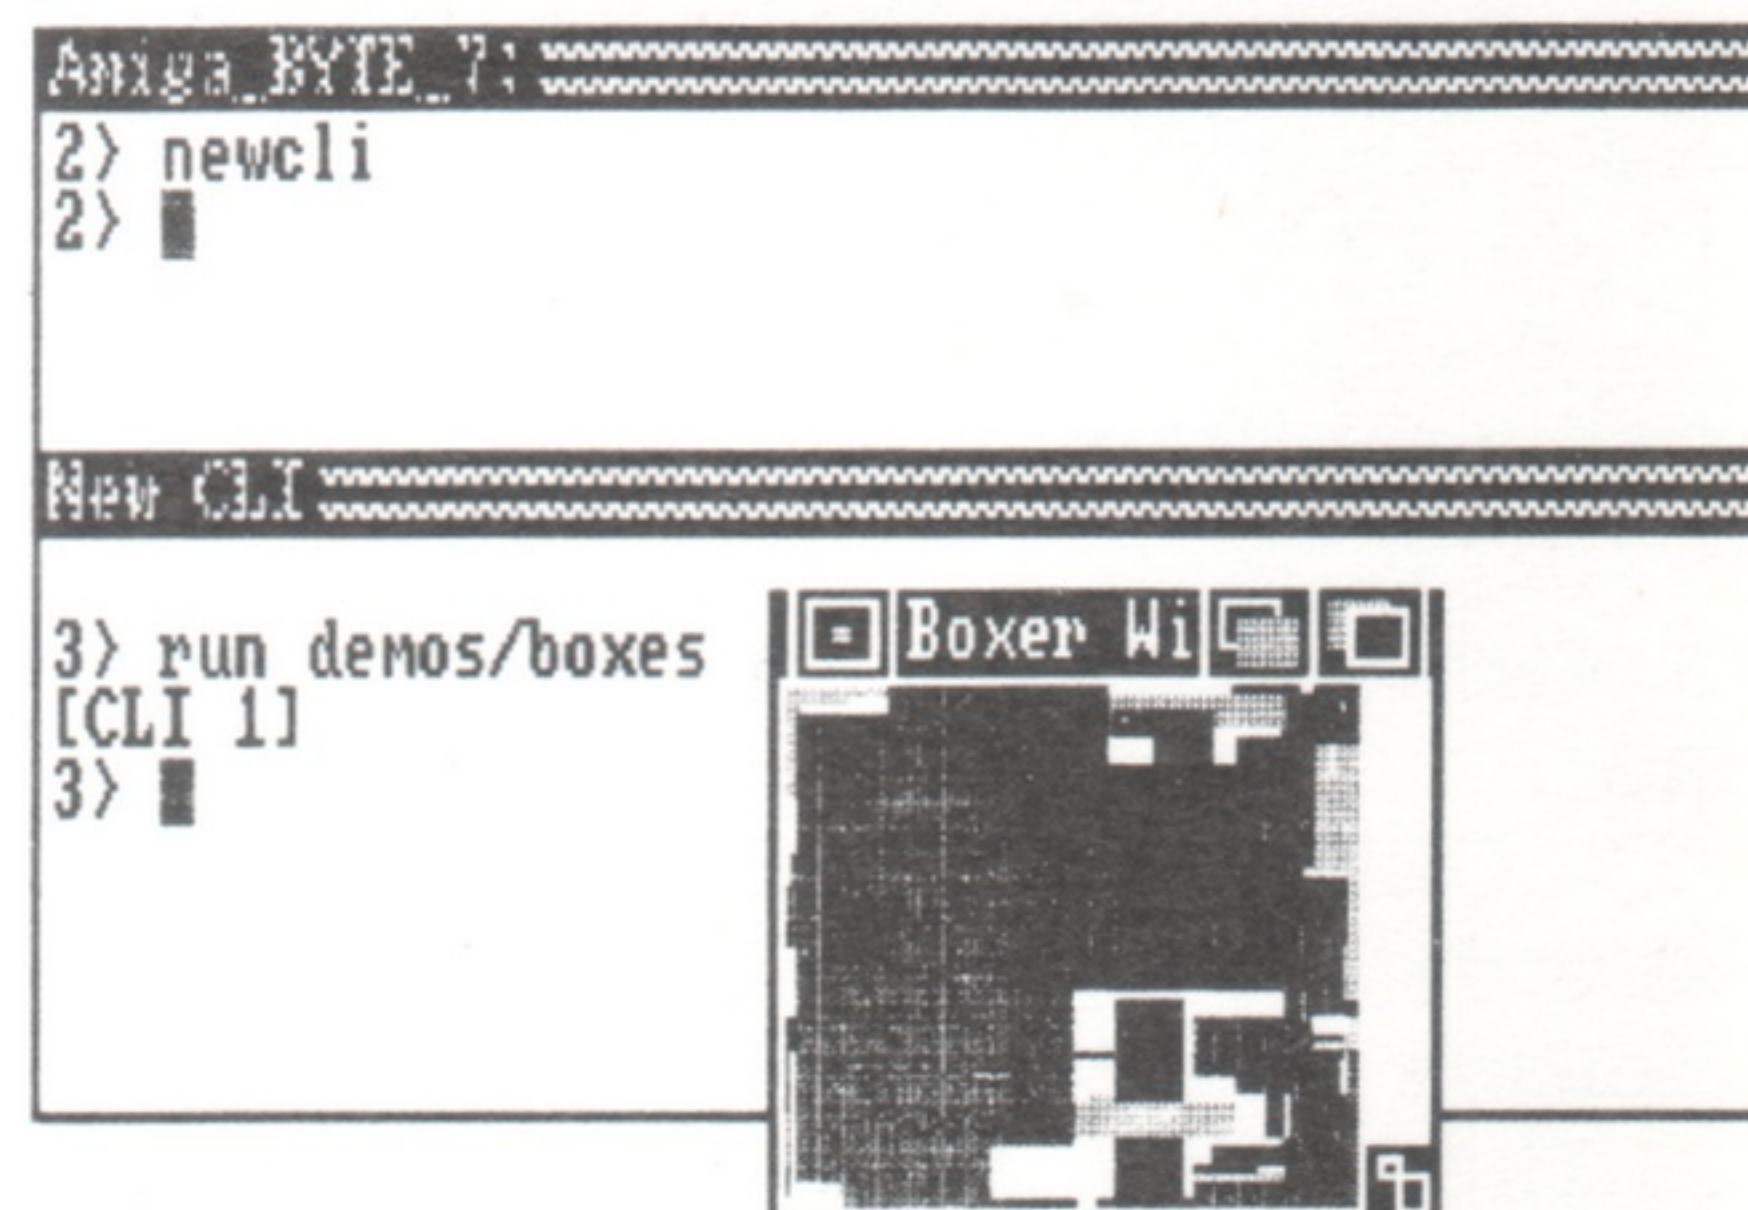 Amiga_BYTE_7:
2> newcli
2>
New CLI
3> run demos/boxes
[CLI 1]
3>
Boxer Wi